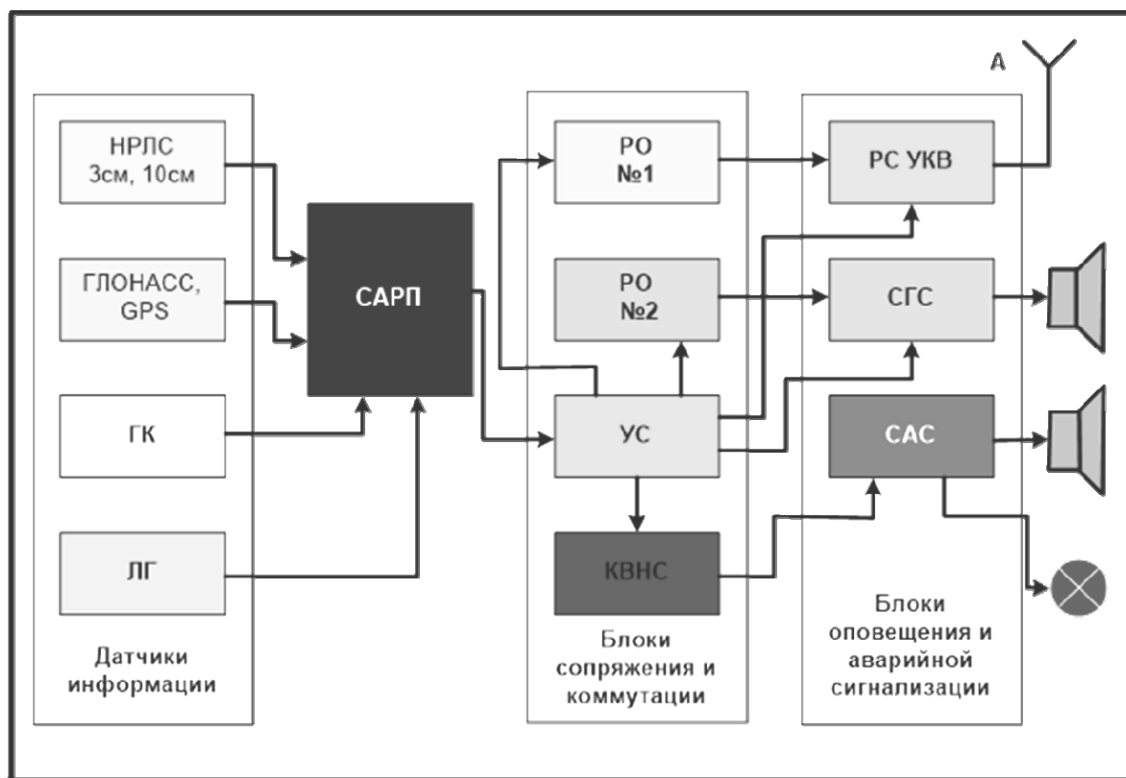 НРЛС
3см, 10см
ГЛОНАСС,
GPS
ГК
ЛГ
Датчики
информации
САРП
РО
№1
РО
№2
УС
КВНС
Блоки
сопряжения и
коммутации
А
РС УКВ
СГС
САС
Блоки
оповещения и
аварийной
сигнализации